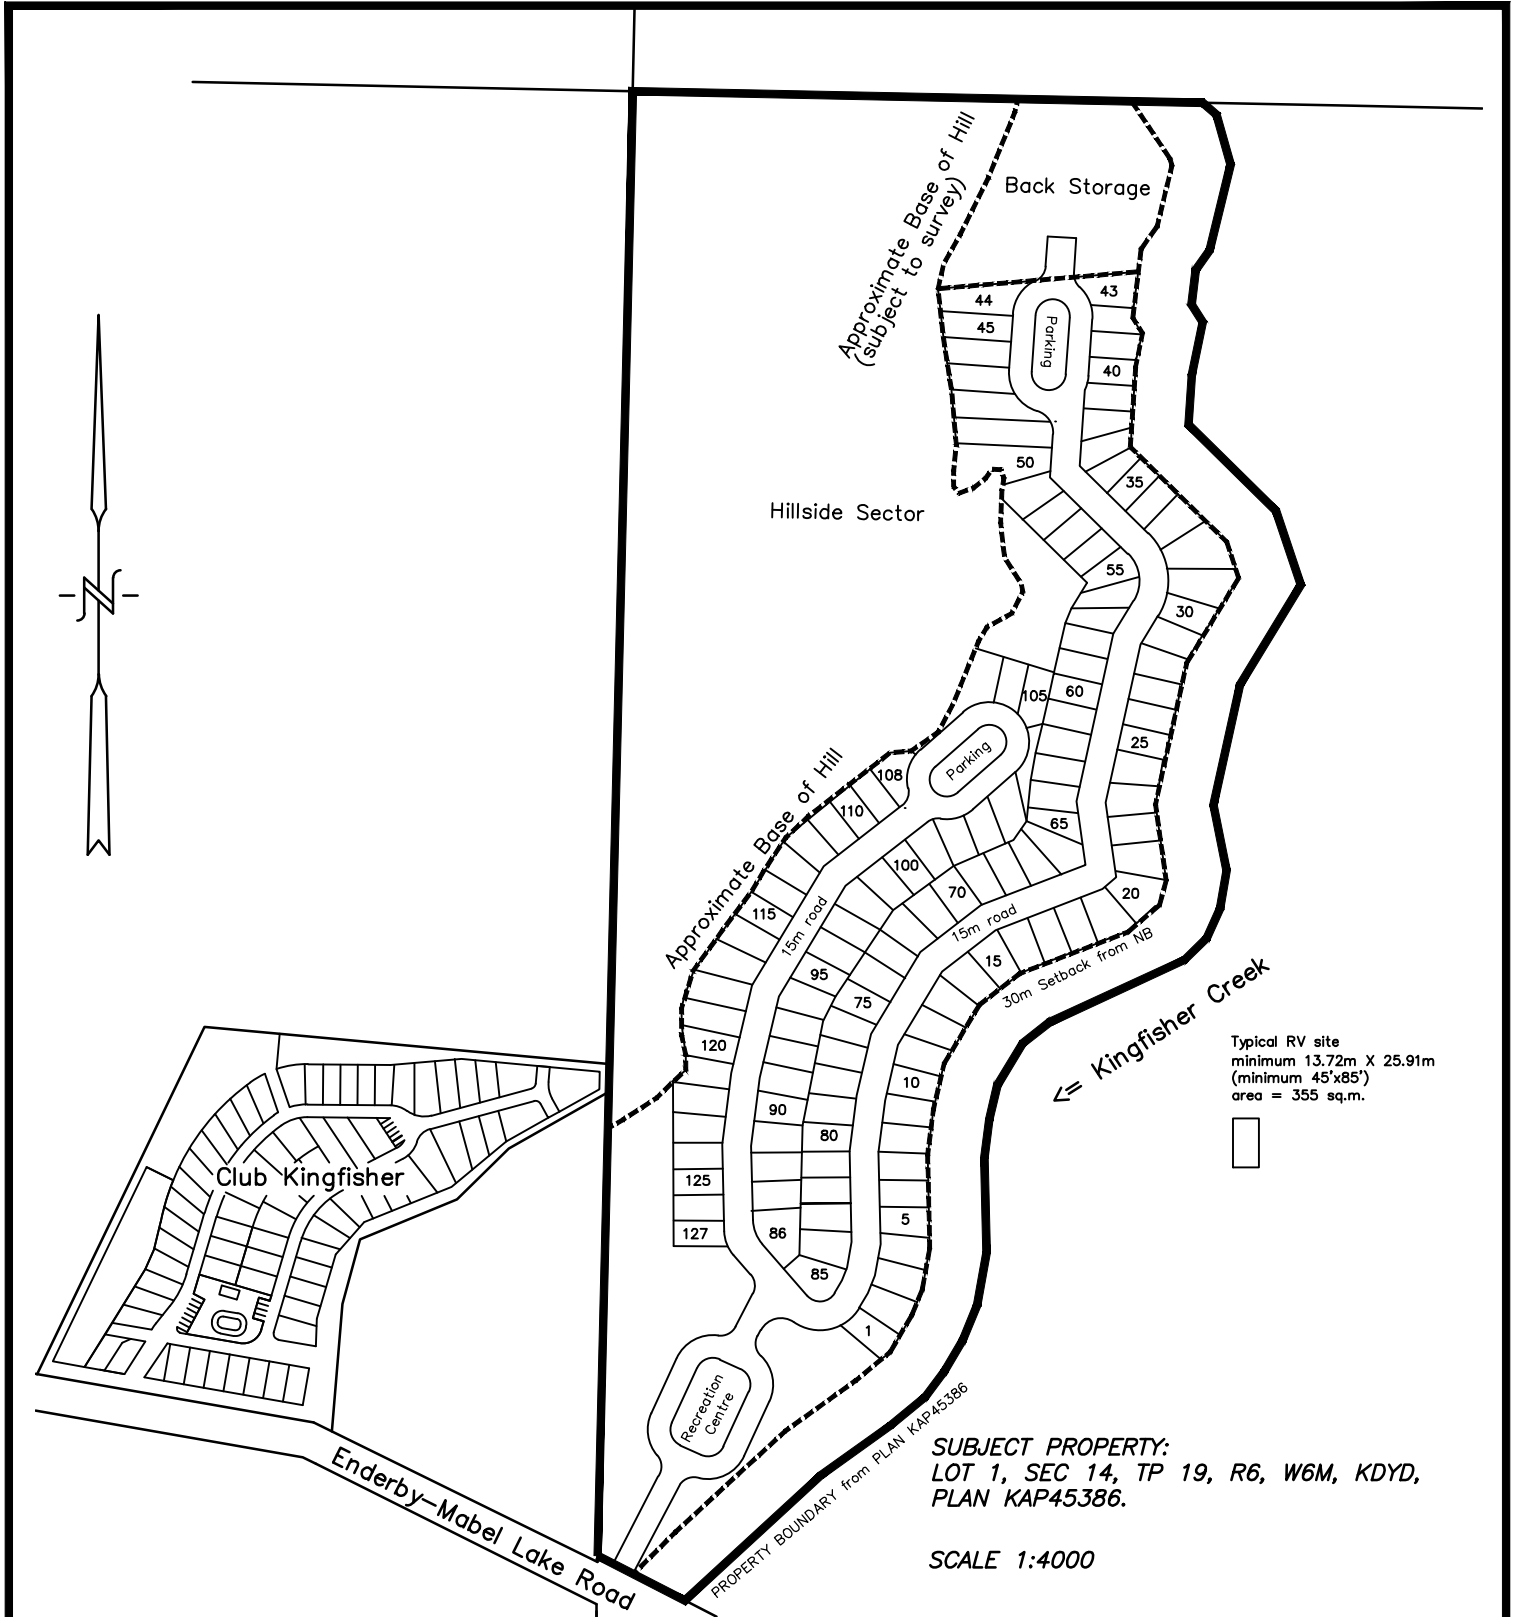 Approximate Base of Hill
(subject to survey)
Back Storage
44
43
45
Parking
40
50
35
Hillside Sector
55
30
105
60
25
Parking
108
110
65
Approximate Base of Hill
100
70
20
115
15m road
15m road
15
30m Setback from NB
95
75
<= Kingfisher Creek
120
10
Typical RV site
minimum 13.72m X 25.91m
(minimum 45'x85')
area = 355 sq.m.
90
80
N
Club Kingfisher
125
5
127
86
85
1
Recreation
Centre
PROPERTY BOUNDARY from PLAN KAP45386
SUBJECT PROPERTY:
LOT 1, SEC 14, TP 19, R6, W6M, KDYD,
PLAN KAP45386.
Enderby-Mabel Lake Road
SCALE 1:4000